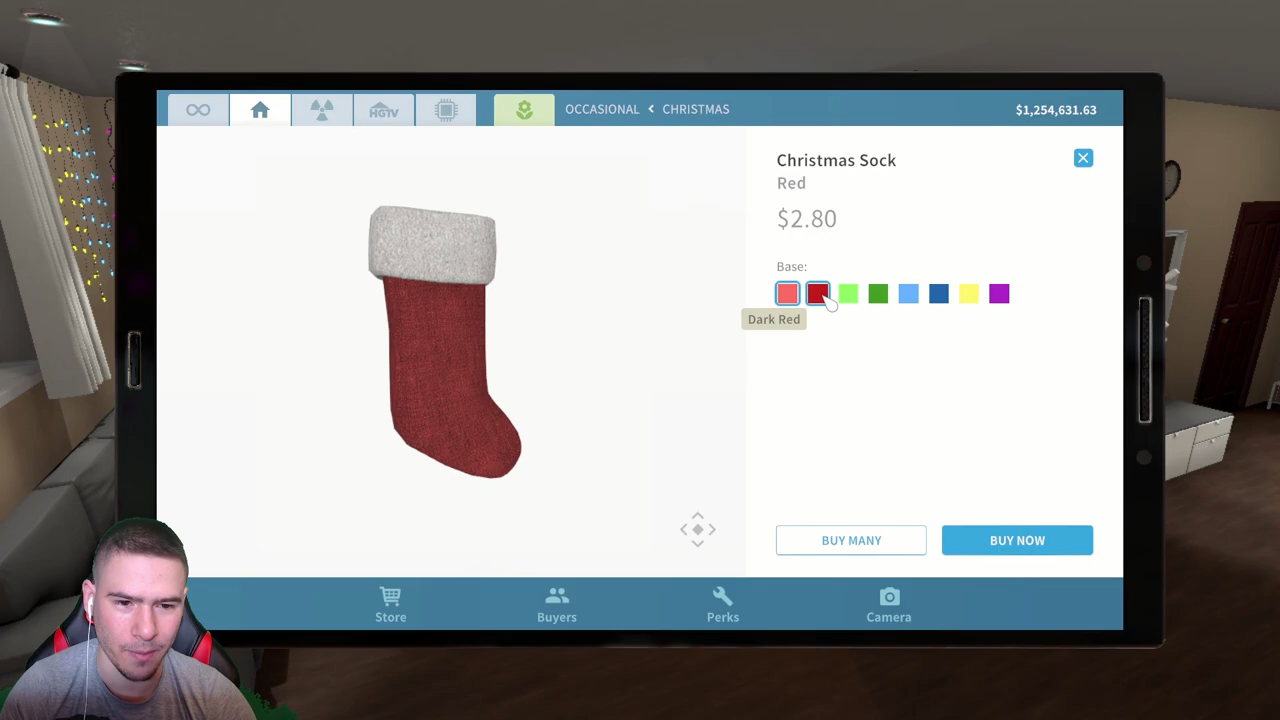 HGTV
OCCASIONAL < CHRISTMAS
$1,254,631.63
Christmas Sock
Red
$2.80
Base:
Dark Red
BUY MANY
BUY NOW
Store
Buyers
Perks
Camera